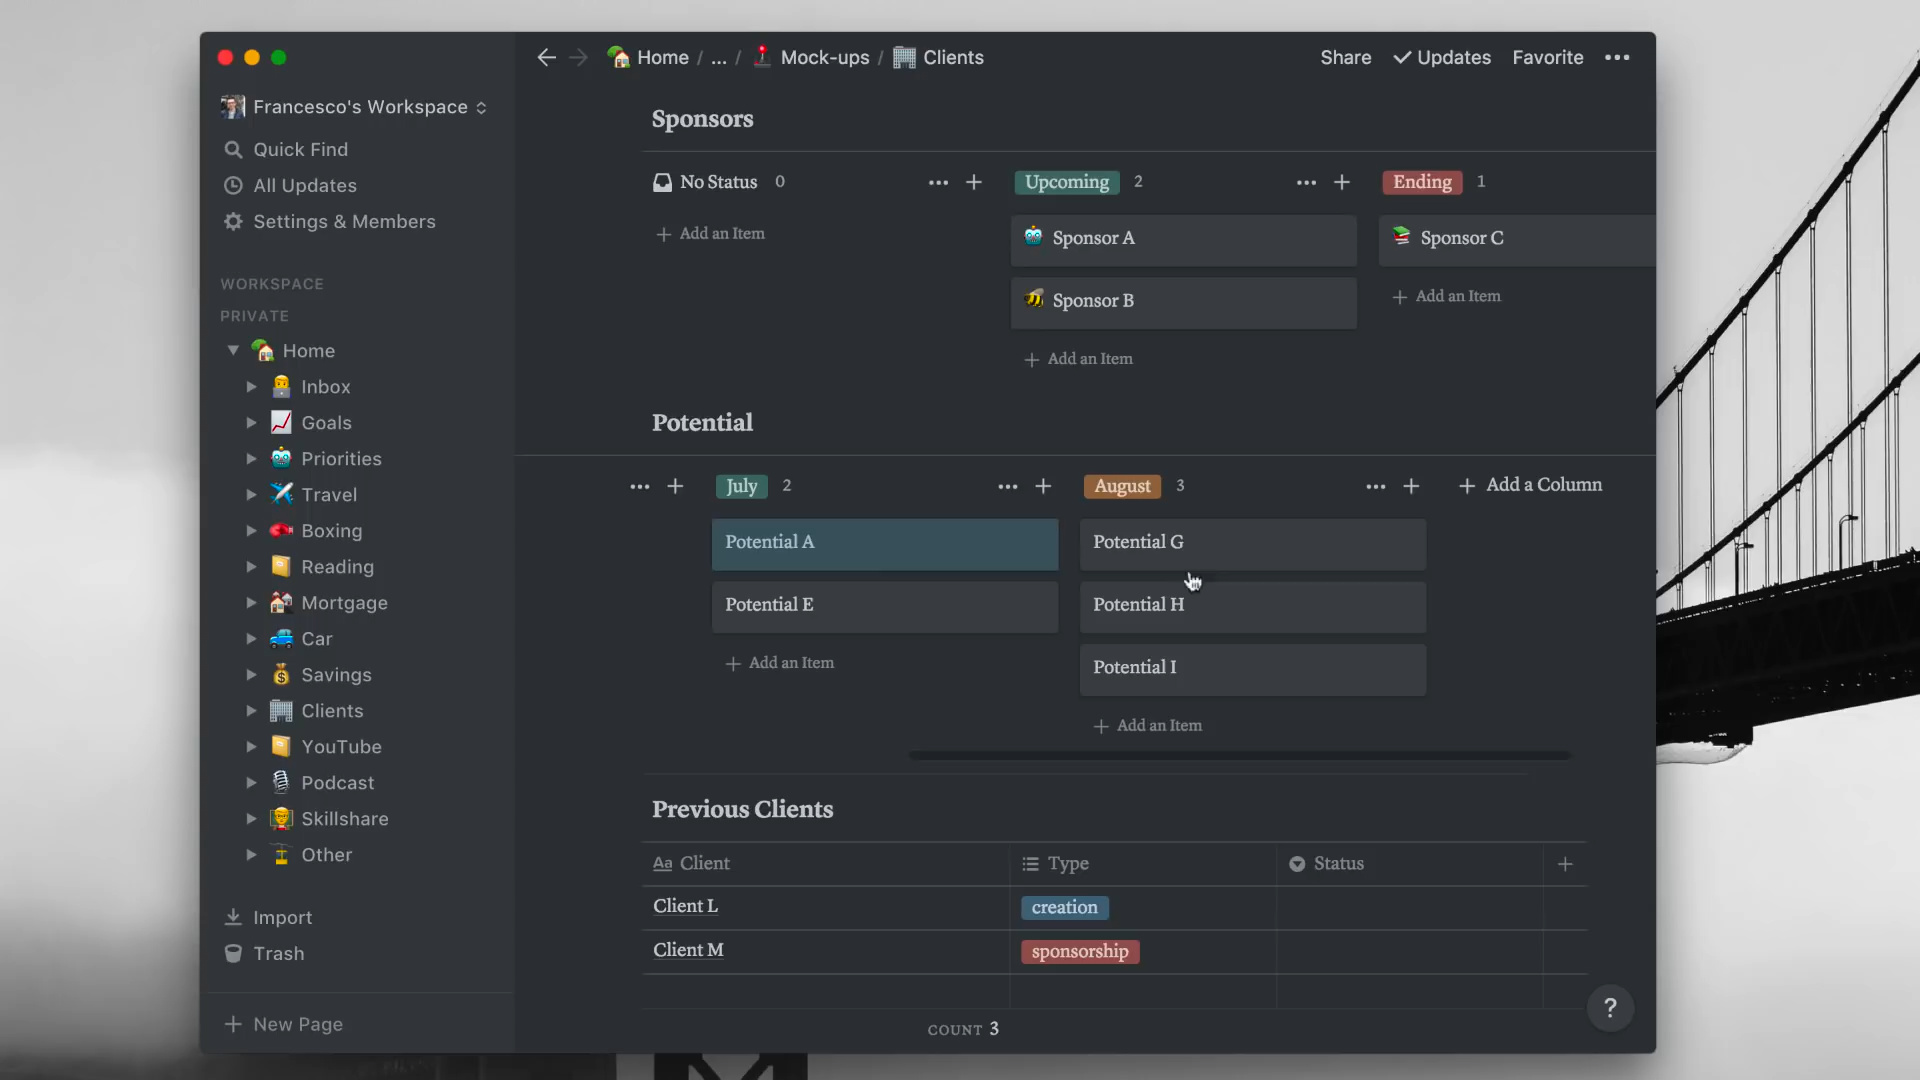 Home / ... / Mock-ups / Clients
Share Updates Favorite •••
Francesco's Workspace
Quick Find
All Updates
Settings & Members
WORKSPACE
PRIVATE
Home
Inbox
Goals
Priorities
Travel
Boxing
Reading
Mortgage
Car
Savings
Clients
YouTube
Podcast
Skillshare
Other
Import
Trash
+ New Page
Sponsors
No Status 0 ••• + Upcoming 2 ••• + Ending 1
+ Add an Item
Sponsor A
Sponsor B
+ Add an Item
Sponsor C
+ Add an Item
Potential
••• + July 2 ••• + August 3 ••• + + Add a Column
Potential A
Potential E
+ Add an Item
Potential G
Potential H
Potential I
+ Add an Item
Previous Clients
Aa Client Type Status +
Client L creation
Client M sponsorship
COUNT 3
?